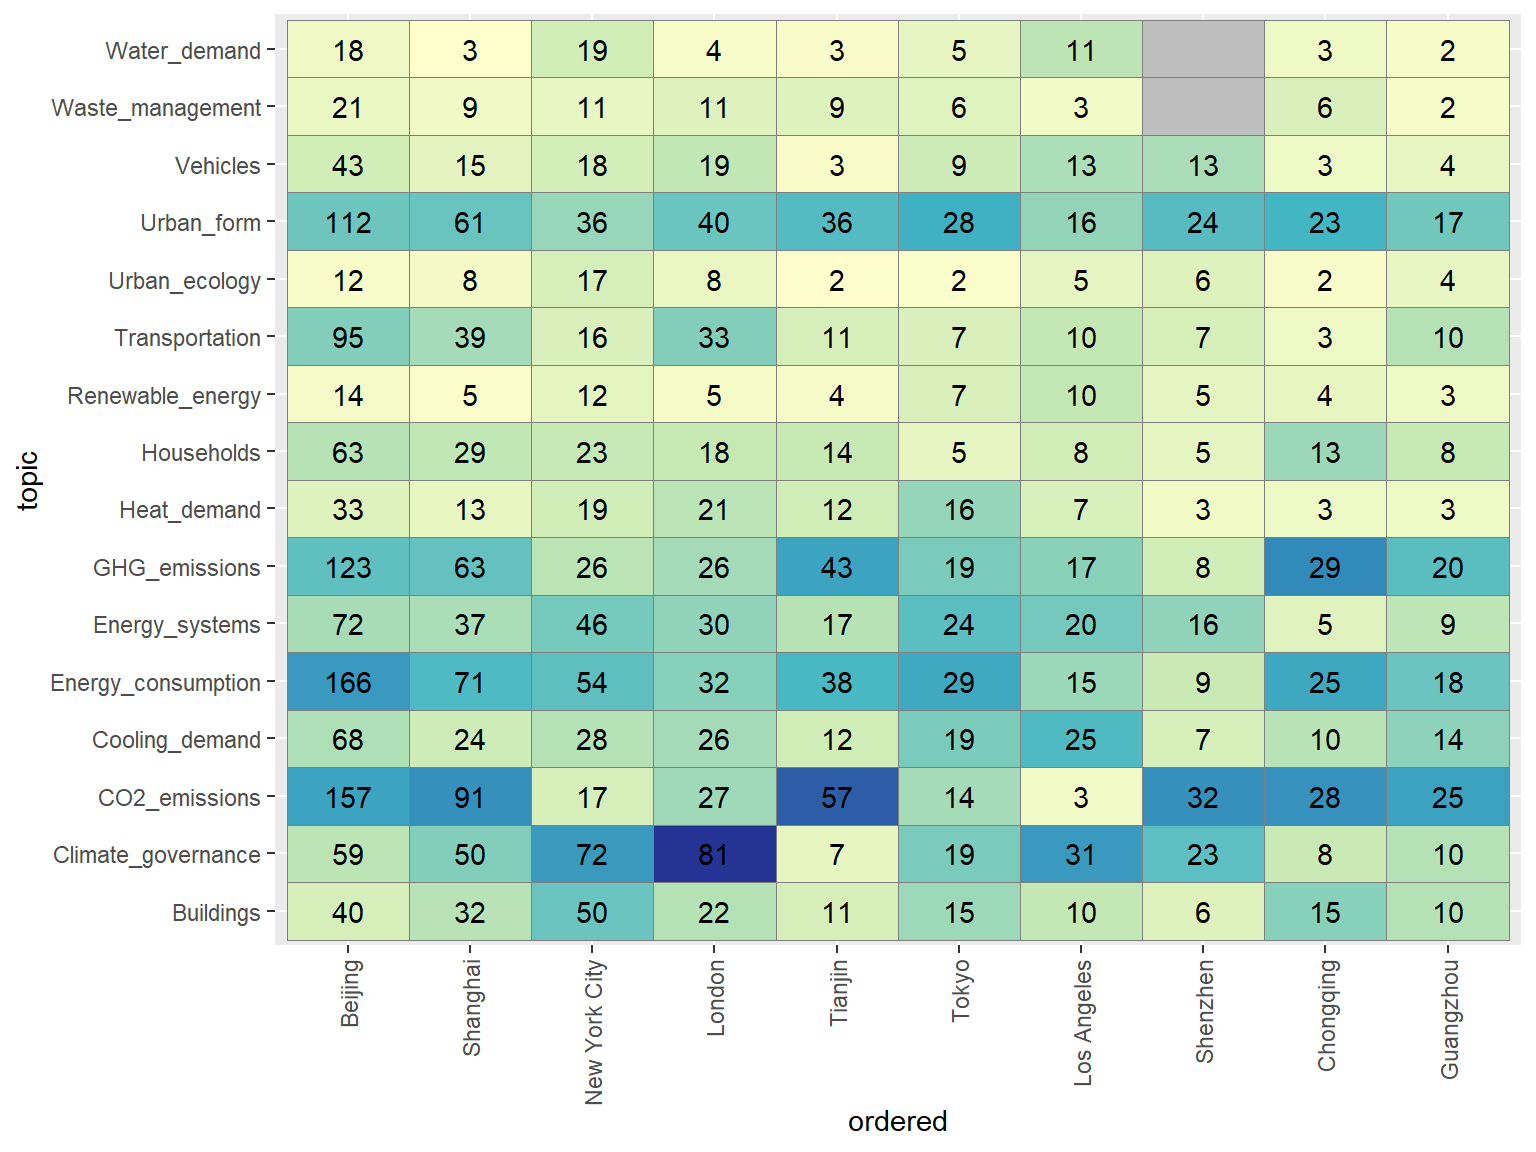 Water_demand 18 3 19 4 3 5 11 3 2
Waste_management 21 9 11 11 9 6 3 6 2
Vehicles 43 15 18 19 3 9 13 13 3 4
Urban_form 112 61 36 40 36 28 16 24 23 17
Urban_ecology 12 8 17 8 2 2 5 6 2 4
Transportation 95 39 16 33 11 7 10 7 3 10
Renewable_energy 14 5 12 5 4 7 10 5 4 3
Households 63 29 23 18 14 5 8 5 13 8
Heat_demand 33 13 19 21 12 16 7 3 3 3
GHG_emissions 123 63 26 26 43 19 17 8 29 20
Energy_systems 72 37 46 30 17 24 20 16 5 9
Energy_consumption 166 71 54 32 38 29 15 9 25 18
Cooling_demand 68 24 28 26 12 19 25 7 10 14
CO2_emissions 157 91 17 27 57 14 3 32 28 25
Climate_governance 59 50 72 81 7 19 31 23 8 10
Buildings 40 32 50 22 11 15 10 6 15 10
topic
Beijing Shanghai New York City London Tianjin Tokyo Los Angeles Shenzhen Chongqing Guangzhou
ordered